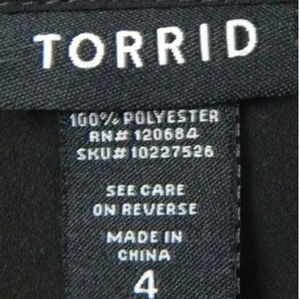 TORRID
100% POLYESTER
RN# 120684
SKU# 10227526
SEE CARE
ON REVERSE
MADE IN
CHINA
4